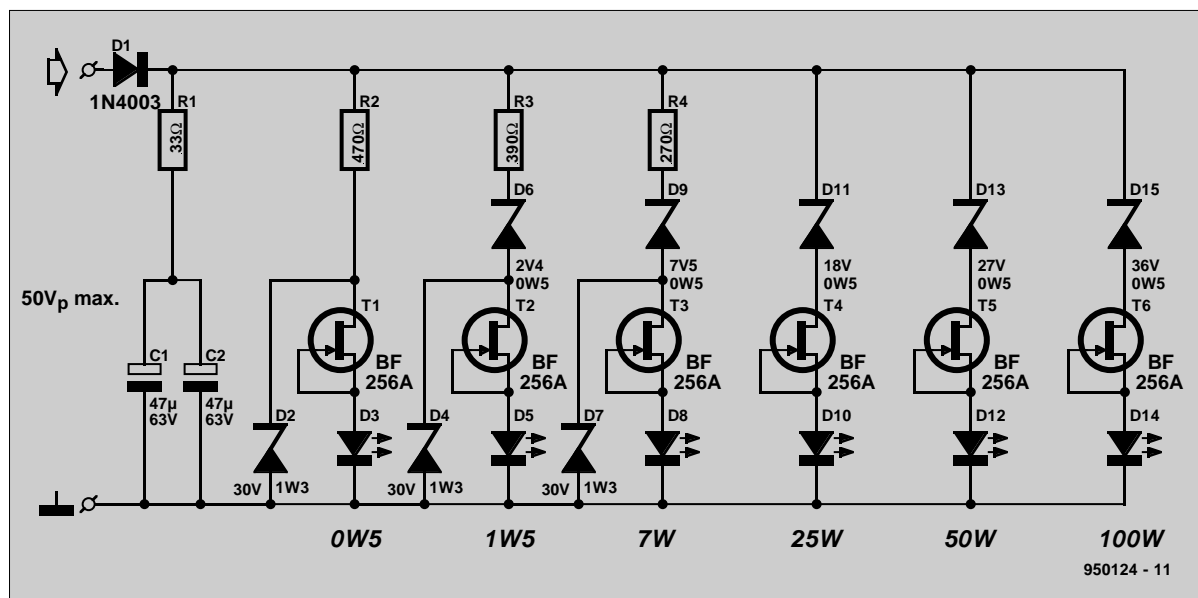 D1
1N4003
R1
33Ω
R2
470Ω
R3
390Ω
R4
270Ω
D6
2V4
0W5
D9
7V5
0W5
D11
18V
0W5
D13
27V
0W5
D15
36V
0W5
50Vp max.
C1
47µ
63V
C2
47µ
63V
T1
BF
256A
T2
BF
256A
T3
BF
256A
T4
BF
256A
T5
BF
256A
T6
BF
256A
D2
30V 1W3
D3
D4
30V 1W3
D5
D7
30V 1W3
D8
D10
D12
D14
0W5 1W5 7W 25W 50W 100W
950124 - 11